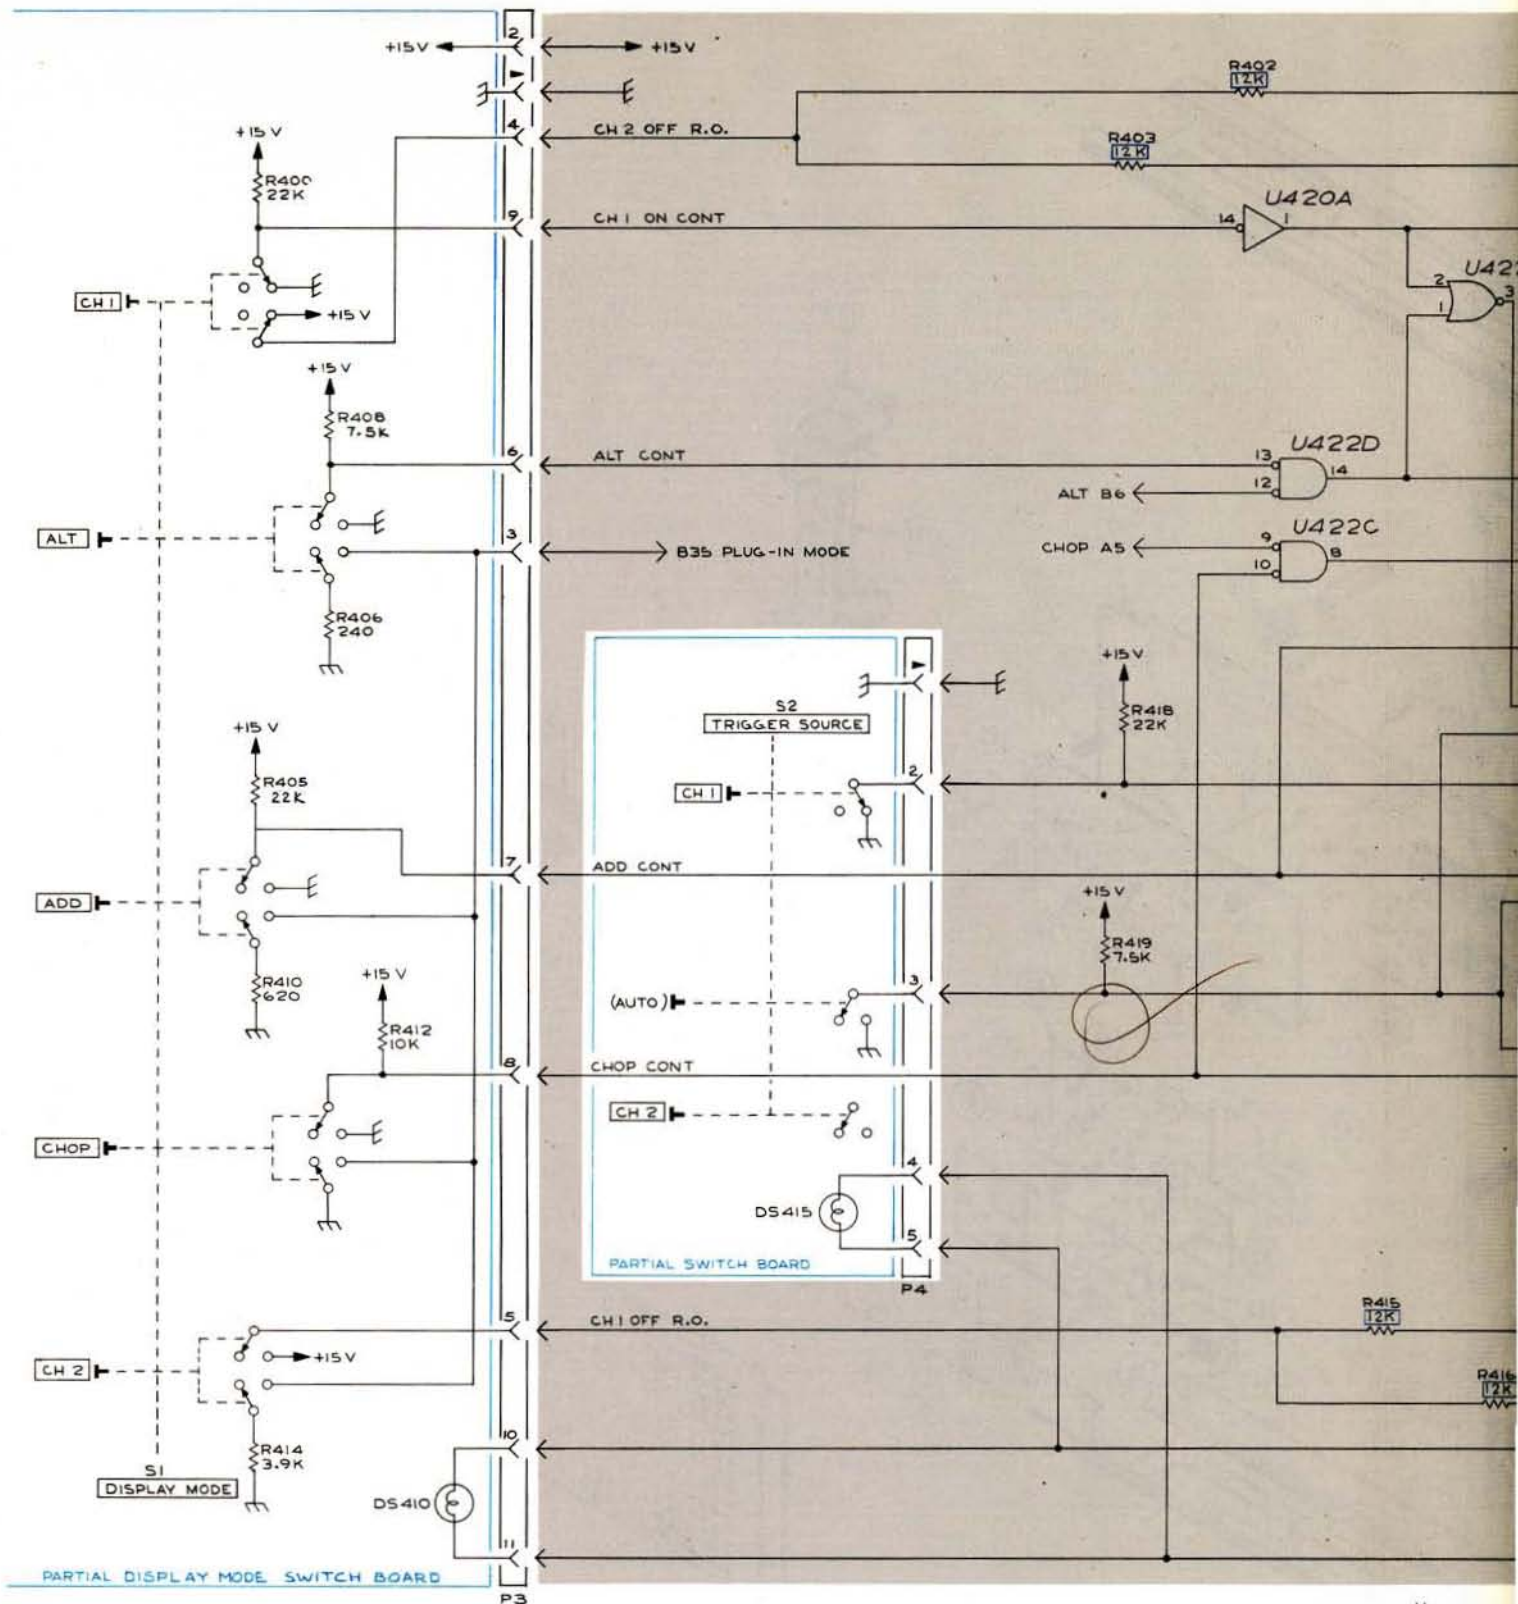 2
+15V
+15V
R402
12K
4
CH 2 OFF R.O.
R403
12K
+15 V
R400
22K
U420A
9
CH 1 ON CONT
14
1
U42
2
3
1
CH 1
+15 V
+15V
R408
7.5K
U422D
6
ALT CONT
13
14
12
ALT B6
U422C
ALT
3
B35 PLUG-IN MODE
CHOP A5
9
8
10
R406
240
+15 V
S2
TRIGGER SOURCE
R418
22K
+15 V
R405
22K
2
CH 1
7
ADD CONT
+15 V
ADD
R419
7.5K
+15 V
R410
620
3
(AUTO)
R412
10K
8
CHOP CONT
CH 2
CHOP
4
DS415
5
PARTIAL SWITCH BOARD
P4
5
CH 1 OFF R.O.
R415
12K
+15V
CH 2
R416
12K
10
R414
3.9K
S1
DISPLAY MODE
DS410
11
PARTIAL DISPLAY MODE SWITCH BOARD
P3